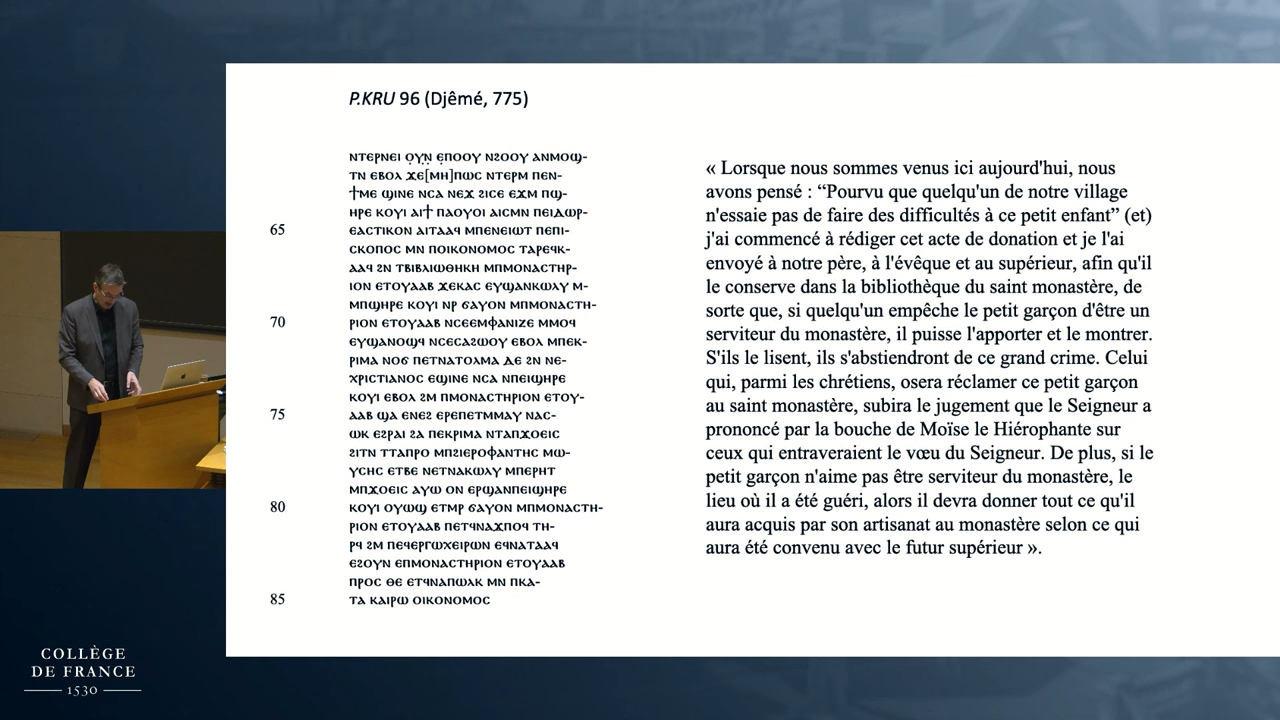 P.KRU 96 (Djêmé, 775)
ⲛⲧⲉⲣⲛⲉⲓ ⲟ̣ⲩ̣ⲛ̣ ⲉ̣ⲡⲟⲟⲩ ⲛϩⲟⲟⲩ ⲁⲛⲙⲟϣ-
ⲧⲛ ⲉⲃⲟⲗ ϫⲉ[ⲙⲏ]ⲡⲱⲥ ⲛⲧⲉⲣⲙ ⲡⲉⲛ-
ϯⲙⲉ ϣⲓⲛⲉ ⲛⲥⲁ ⲛⲉϫ ϩⲓⲥⲉ ⲉϫⲙ ⲡϣ-
ⲏⲣⲉ ⲕⲟⲩⲓ ⲁⲓϯ ⲡⲁⲟⲩⲟⲓ ⲁⲓⲥⲙⲛ ⲡⲉⲓⲇⲱⲣ-
65 ⲉⲁⲥⲧⲓⲕⲟⲛ ⲁⲓⲧⲁⲁϥ ⲙⲡⲉⲛⲉⲓⲱⲧ ⲡⲉⲡⲓ-
ⲥⲕⲟⲡⲟⲥ ⲙⲛ ⲡⲟⲓⲕⲟⲛⲟⲙⲟⲥ ⲧⲁⲣⲉϥⲕ-
ⲁⲁϥ ϩⲛ ⲧⲃⲓⲃⲗⲓⲱⲑⲏⲕⲏ ⲙⲡⲙⲟⲛⲁⲥⲧⲏⲣ-
ⲓⲟⲛ ⲉⲧⲟⲩⲁⲁⲃ ϫⲉⲕⲁⲥ ⲉⲩϣⲁⲛⲕⲱⲗⲩ ⲙ-
ⲙⲡϣⲏⲣⲉ ⲕⲟⲩⲓ ⲛⲣ ϭⲁⲩⲟⲛ ⲙⲡⲙⲟⲛⲁⲥⲧⲏ-
70 ⲣⲓⲟⲛ ⲉⲧⲟⲩⲁⲁⲃ ⲛⲥⲉⲉⲙⲫⲁⲛⲓⲍⲉ ⲙⲙⲟϥ
ⲉⲩϣⲁⲛⲟϣϥ ⲛⲥⲉⲥⲁϩⲱⲟⲩ ⲉⲃⲟⲗ ⲙⲡⲉⲕ-
ⲣⲓⲙⲁ ⲛⲟϭ ⲡⲉⲧⲛⲁⲧⲟⲗⲙⲁ ⲇⲉ ϩⲛ ⲛⲉ-
ⲭⲣⲓⲥⲧⲓⲁⲛⲟⲥ ⲉϣⲓⲛⲉ ⲛⲥⲁ ⲛⲡⲉⲓϣⲏⲣⲉ
ⲕⲟⲩⲓ ⲉⲃⲟⲗ ϩⲙ ⲡⲙⲟⲛⲁⲥⲧⲏⲣⲓⲟⲛ ⲉⲧⲟⲩ-
75 ⲁⲁⲃ ϣⲁ ⲉⲛⲉϩ ⲉⲣⲉⲡⲉⲧⲙⲙⲁⲩ ⲛⲁⲥ-
ⲱⲕ ⲉϩⲣⲁⲓ ϩⲁ ⲡⲉⲕⲣⲓⲙⲁ ⲛⲧⲁⲡϫⲟⲉⲓⲥ
ϩⲓⲧⲛ ⲧⲧⲁⲡⲣⲟ ⲙⲡϩⲓⲉⲣⲟⲫⲁⲛⲧⲏⲥ ⲙⲱ-
ⲩⲥⲏⲥ ⲉⲧⲃⲉ ⲛⲉⲧⲛⲁⲕⲱⲗⲩ ⲙⲡⲉⲣⲏⲧ
ⲙⲡϫⲟⲉⲓⲥ ⲁⲩⲱ ⲟⲛ ⲉⲣϣⲁⲛⲡⲉⲓϣⲏⲣⲉ
80 ⲕⲟⲩⲓ ⲟⲩⲱϣ ⲉⲧⲙⲣ ϭⲁⲩⲟⲛ ⲙⲡⲙⲟⲛⲁⲥⲧⲏ-
ⲣⲓⲟⲛ ⲉⲧⲟⲩⲁⲁⲃ ⲡⲉⲧϥⲛⲁϫⲡⲟϥ ⲧⲏ-
ⲣϥ ϩⲙ ⲡⲉϥⲉⲣⲅⲱⲭⲉⲓⲣⲱⲛ ⲉϥⲛⲁⲧⲁⲁϥ
ⲉϩⲟⲩⲛ ⲉⲡⲙⲟⲛⲁⲥⲧⲏⲣⲓⲟⲛ ⲉⲧⲟⲩⲁⲁⲃ
ⲡⲣⲟⲥ ⲑⲉ ⲉⲧϥⲛⲁⲡⲱⲗⲕ ⲙⲛ ⲡⲕⲁ-
85 ⲧⲁ ⲕⲁⲓⲣⲱ ⲟⲓⲕⲟⲛⲟⲙⲟⲥ
« Lorsque nous sommes venus ici aujourd'hui, nous
avons pensé : “Pourvu que quelqu'un de notre village
n'essaie pas de faire des difficultés à ce petit enfant” (et)
j'ai commencé à rédiger cet acte de donation et je l'ai
envoyé à notre père, à l'évêque et au supérieur, afin qu'il
le conserve dans la bibliothèque du saint monastère, de
sorte que, si quelqu'un empêche le petit garçon d'être un
serviteur du monastère, il puisse l'apporter et le montrer.
S'ils le lisent, ils s'abstiendront de ce grand crime. Celui
qui, parmi les chrétiens, osera réclamer ce petit garçon
au saint monastère, subira le jugement que le Seigneur a
prononcé par la bouche de Moïse le Hiérophante sur
ceux qui entraveraient le vœu du Seigneur. De plus, si le
petit garçon n'aime pas être serviteur du monastère, le
lieu où il a été guéri, alors il devra donner tout ce qu'il
aura acquis par son artisanat au monastère selon ce qui
aura été convenu avec le futur supérieur ».
COLLÈGE
DE FRANCE
1530